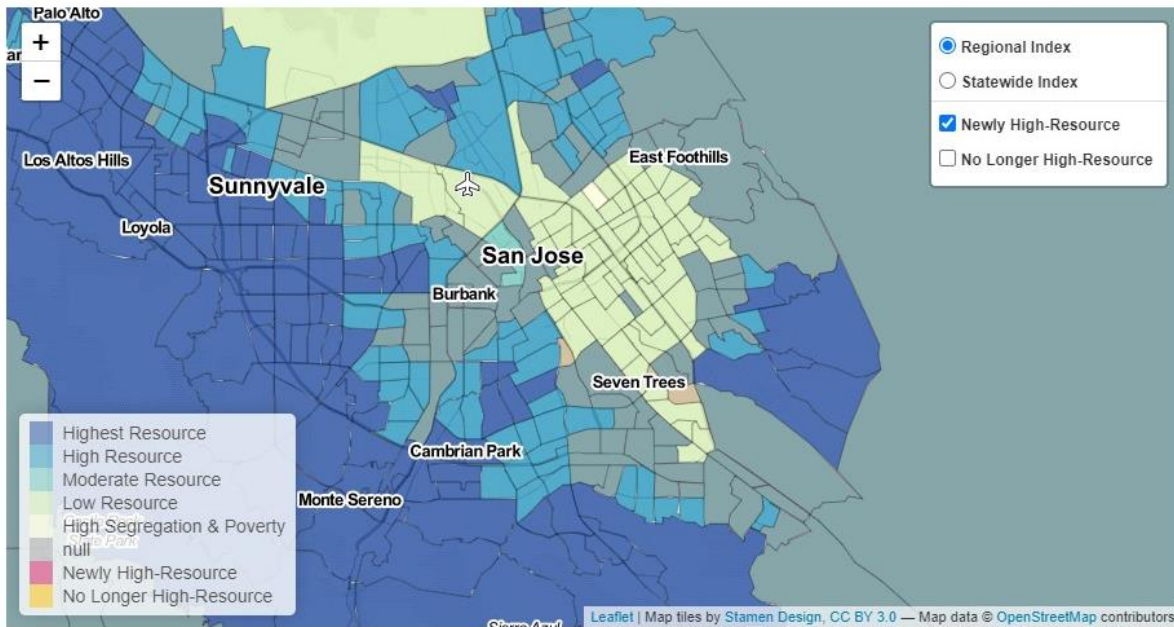 Palo Alto
+
−
Regional Index
Statewide Index
Newly High-Resource
No Longer High-Resource
East Foothills
Los Altos Hills
Sunnyvale
Loyola
San Jose
Burbank
Seven Trees
Cambrian Park
Monte Sereno
Highest Resource
High Resource
Moderate Resource
Low Resource
High Segregation & Poverty
null
Newly High-Resource
No Longer High-Resource
Leaflet | Map tiles by Stamen Design, CC BY 3.0 — Map data © OpenStreetMap contributors